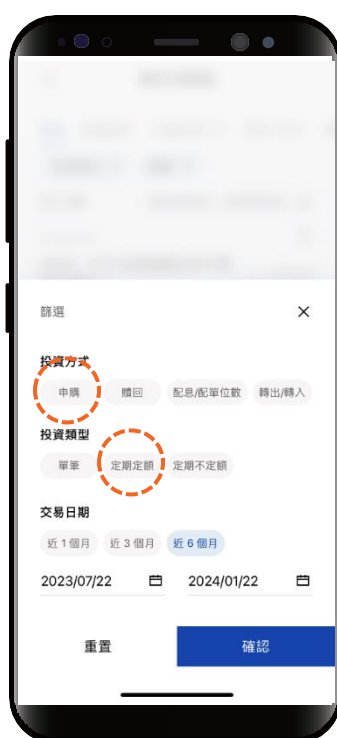 篩選
投資方式
申購 贖回 配息/配單位數 轉出/轉入
投資類型
單筆 定期定額 定期不定額
交易日期
近 1 個月 近 3 個月 近 6 個月
2023/07/22 2024/01/22
重置 確認